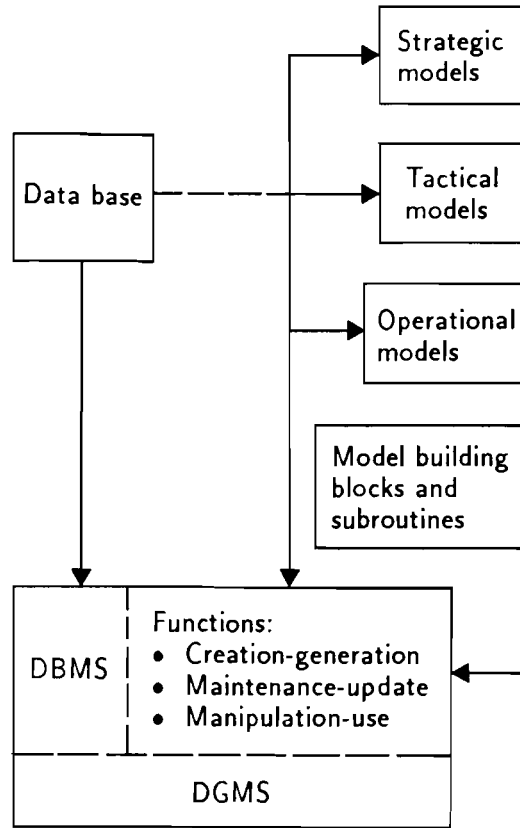 Strategic
models
Data base
Tactical
models
Operational
models
Model building
blocks and
subroutines
DBMS
Functions:
• Creation-generation
• Maintenance-update
• Manipulation-use
DGMS